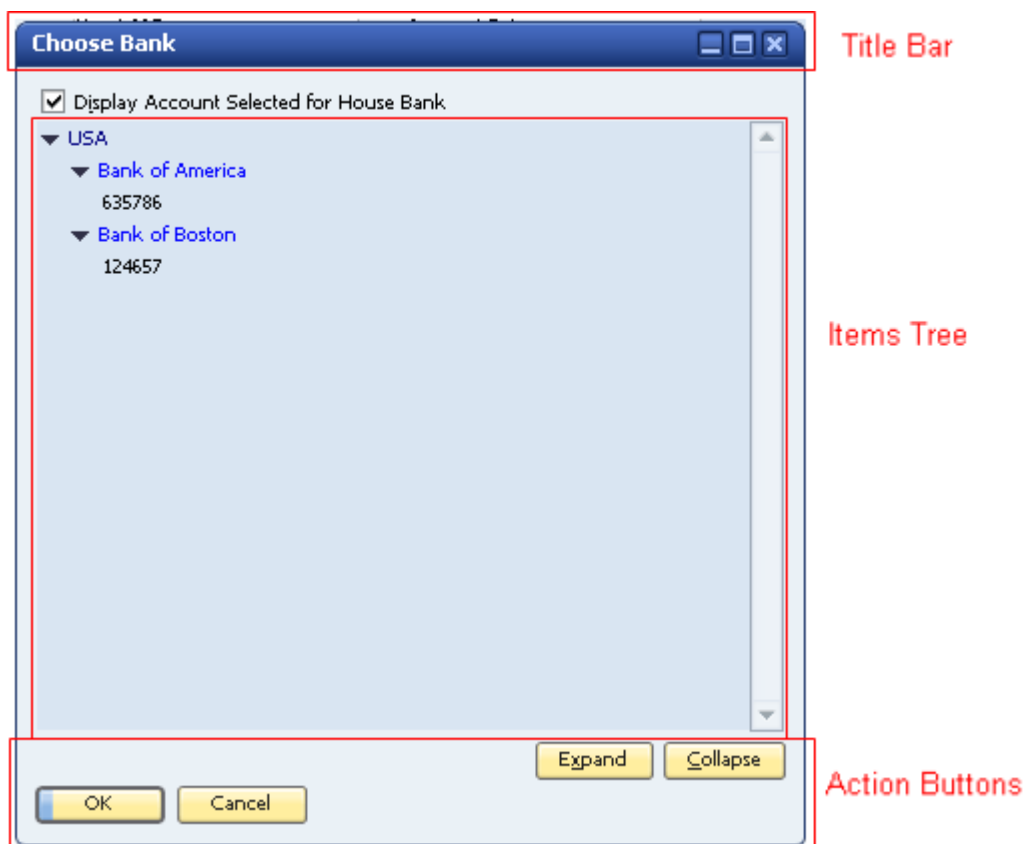 Choose Bank
Title Bar
Display Account Selected for House Bank
USA
Bank of America
635786
Bank of Boston
124657
Items Tree
Expand Collapse
Action Buttons
OK Cancel